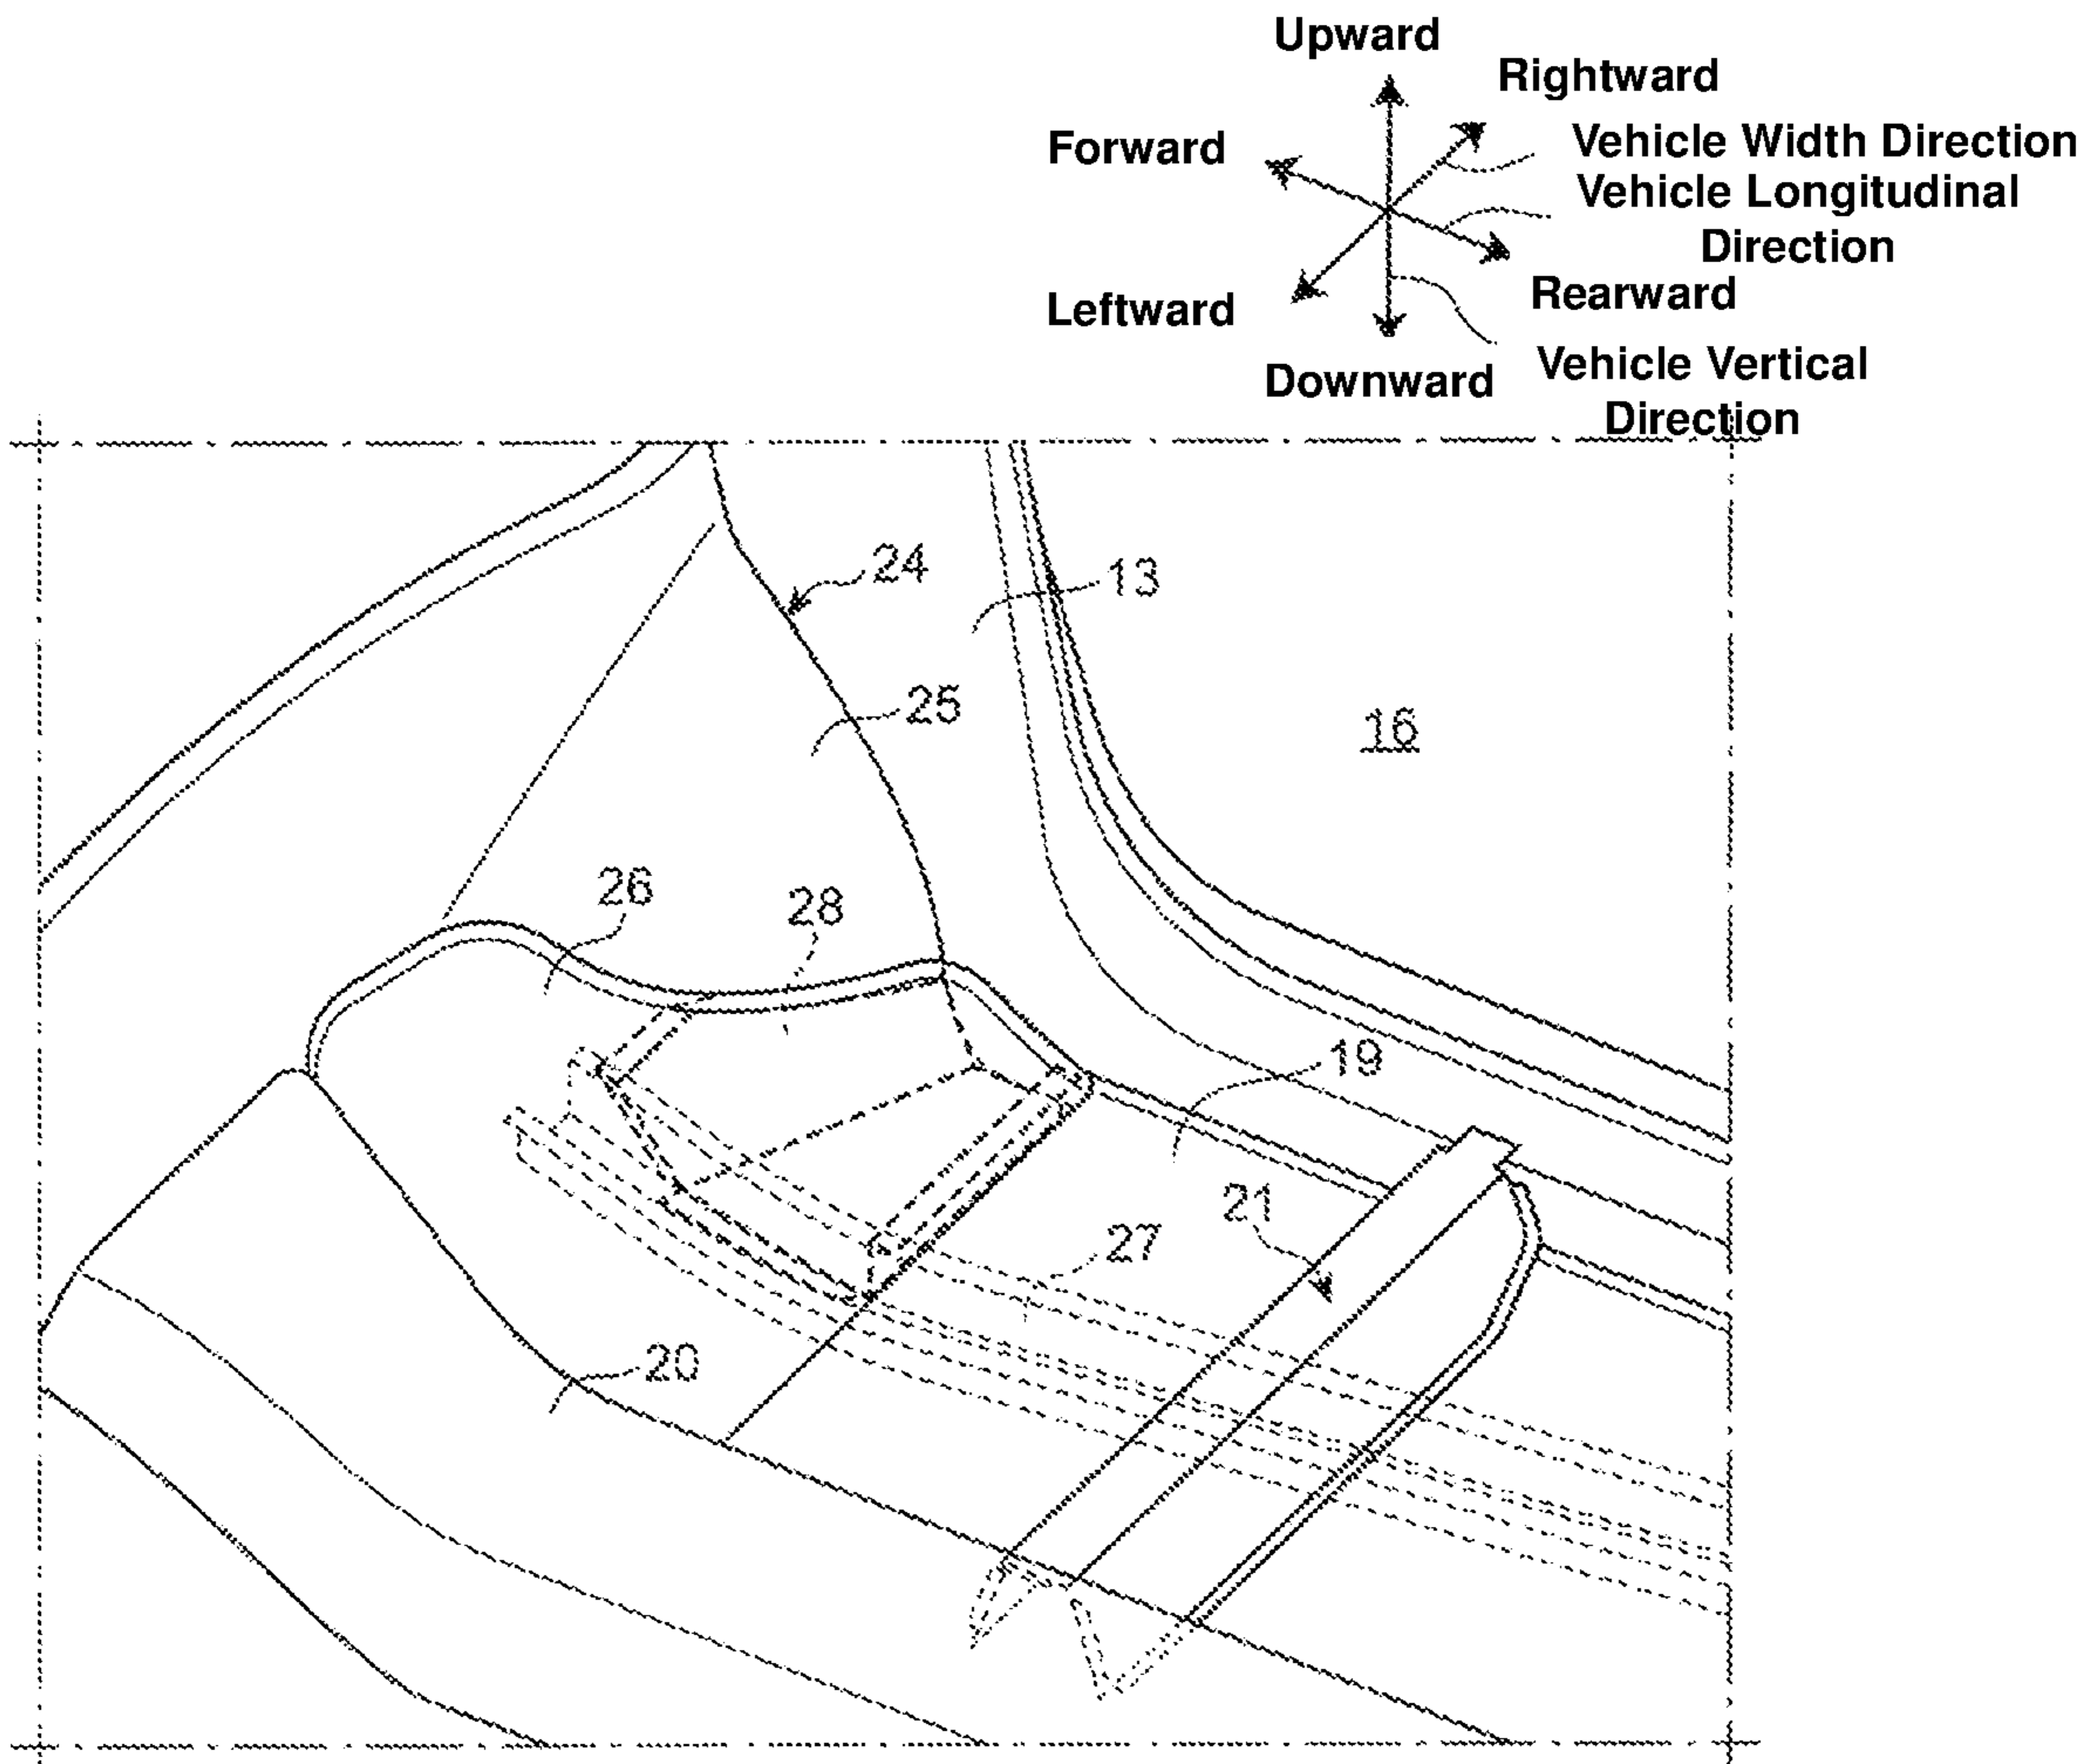 Upward
Rightward
Forward
Vehicle Width Direction
Vehicle Longitudinal
Direction
Leftward
Rearward
Downward
Vehicle Vertical
Direction
24
13
25
16
26
28
19
21
27
20